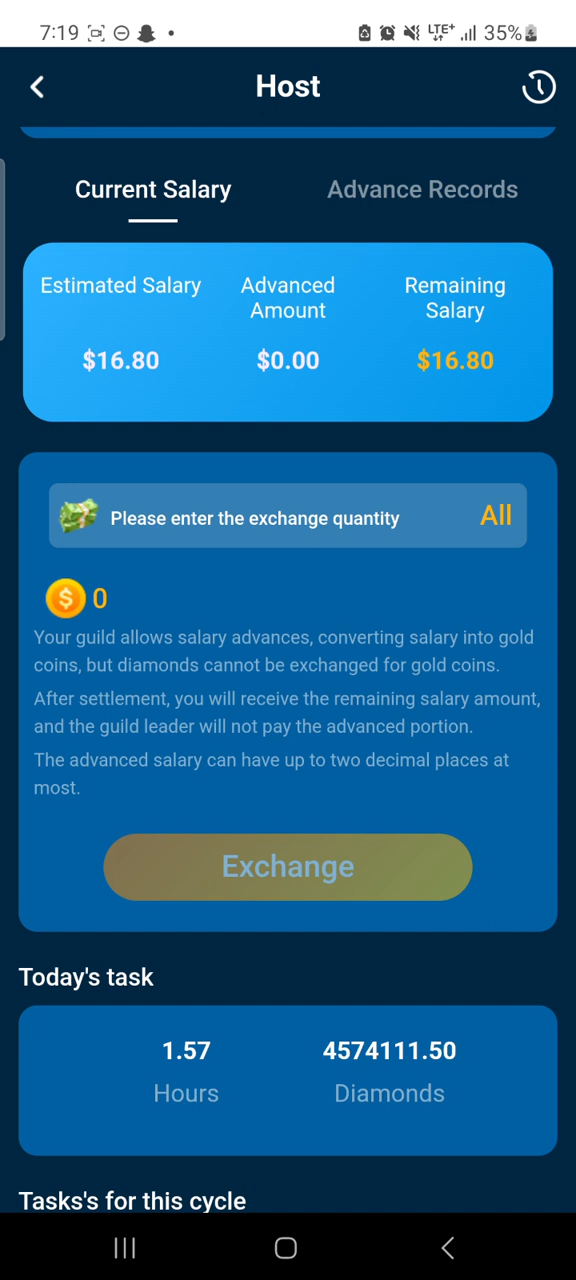 7:19 LTE+ 35%
Host
Current Salary Advance Records
Estimated Salary Advanced Amount Remaining Salary
$16.80 $0.00 $16.80
Please enter the exchange quantity All
0
Your guild allows salary advances, converting salary into gold
coins, but diamonds cannot be exchanged for gold coins.
After settlement, you will receive the remaining salary amount,
and the guild leader will not pay the advanced portion.
The advanced salary can have up to two decimal places at
most.
Exchange
Today's task
1.57 4574111.50
Hours Diamonds
Tasks's for this cycle